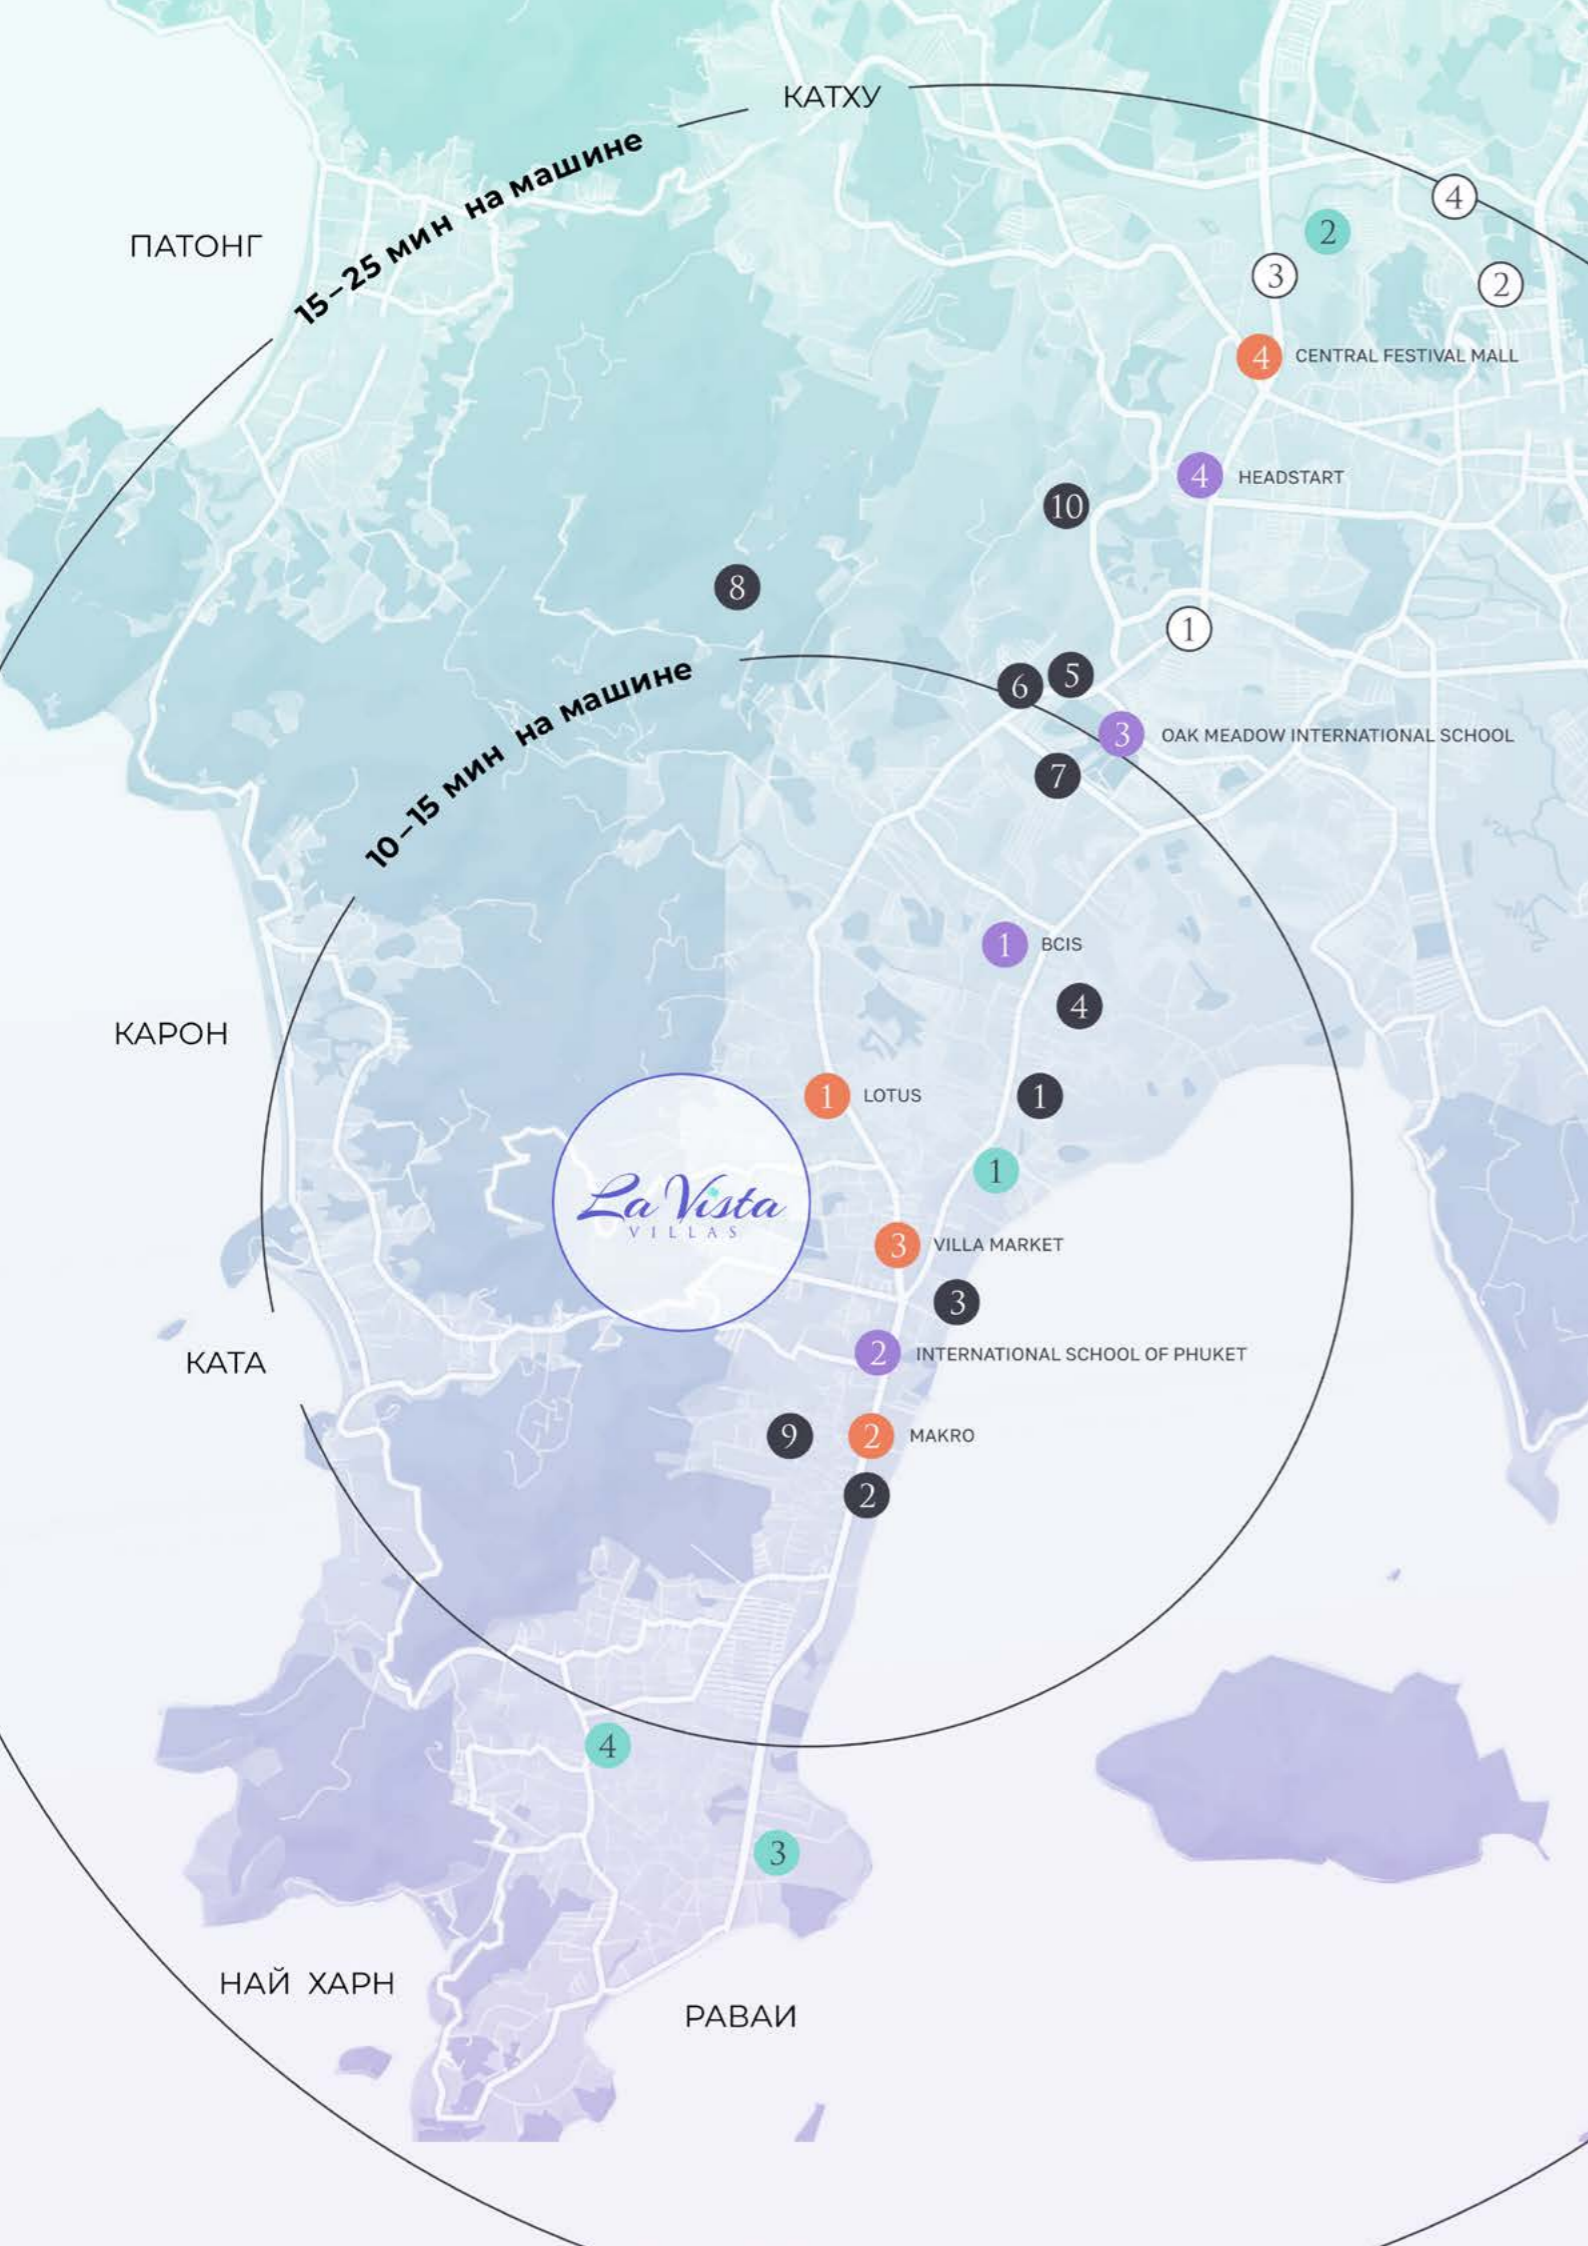 КАТХУ
15–25 мин на машине
4
ПАТОНГ
2
3
2
4 CENTRAL FESTIVAL MALL
4 HEADSTART
10
8
1
10–15 мин на машине
6
5
3 OAK MEADOW INTERNATIONAL SCHOOL
7
1 BCIS
4
КАРОН
1 LOTUS
1
1
La Vista
VILLAS
3 VILLA MARKET
3
КАТА
2 INTERNATIONAL SCHOOL OF PHUKET
9
2 MAKRO
2
4
3
НАЙ ХАРН
РАВАИ